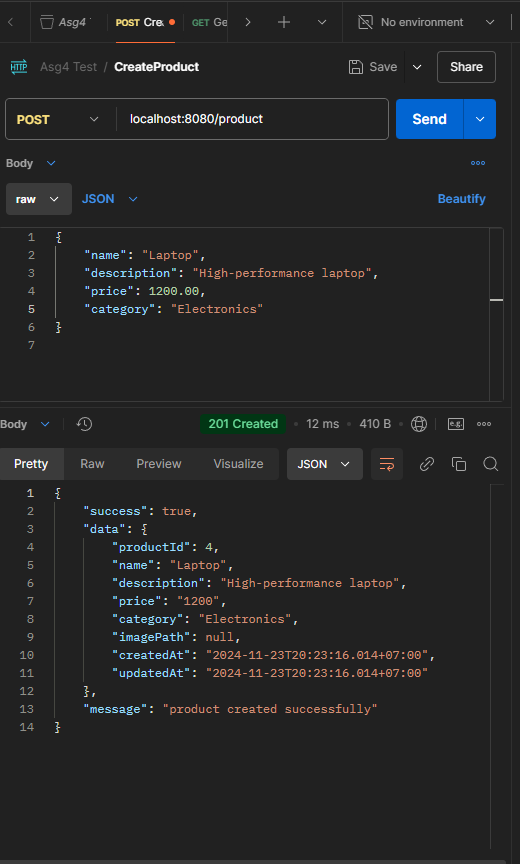 Asg4 POST Cre GET Ge No environment
HTTP Asg4 Test / CreateProduct Save Share
POST localhost:8080/product Send
Body
raw JSON Beautify
1 {
2 "name": "Laptop",
3 "description": "High-performance laptop",
4 "price": 1200.00,
5 "category": "Electronics"
6 }
7
Body 201 Created 12 ms 410 B e.g.
Pretty Raw Preview Visualize JSON
1 {
2 "success": true,
3 "data": {
4 "productId": 4,
5 "name": "Laptop",
6 "description": "High-performance laptop",
7 "price": "1200",
8 "category": "Electronics",
9 "imagePath": null,
10 "createdAt": "2024-11-23T20:23:16.014+07:00",
11 "updatedAt": "2024-11-23T20:23:16.014+07:00"
12 },
13 "message": "product created successfully"
14 }